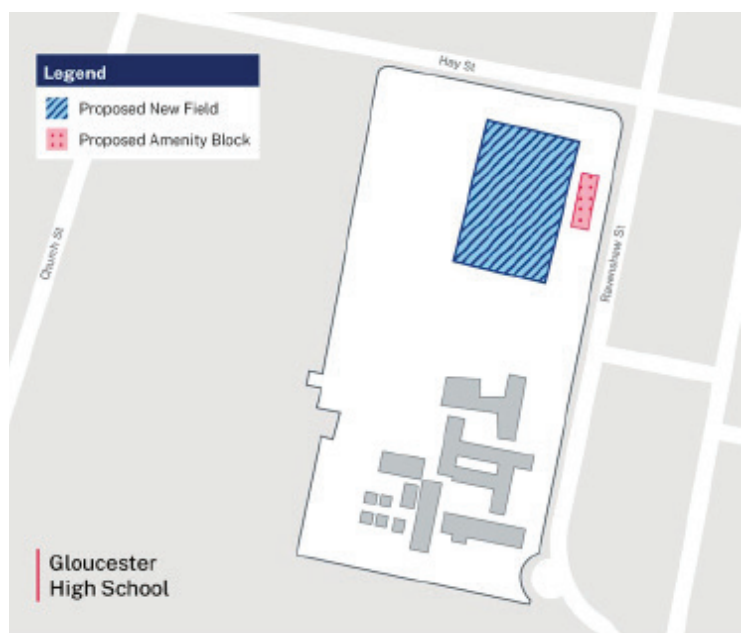 Hay St
Legend
Proposed New Field
Proposed Amenity Block
Church St
Ravenshaw St
Gloucester
High School